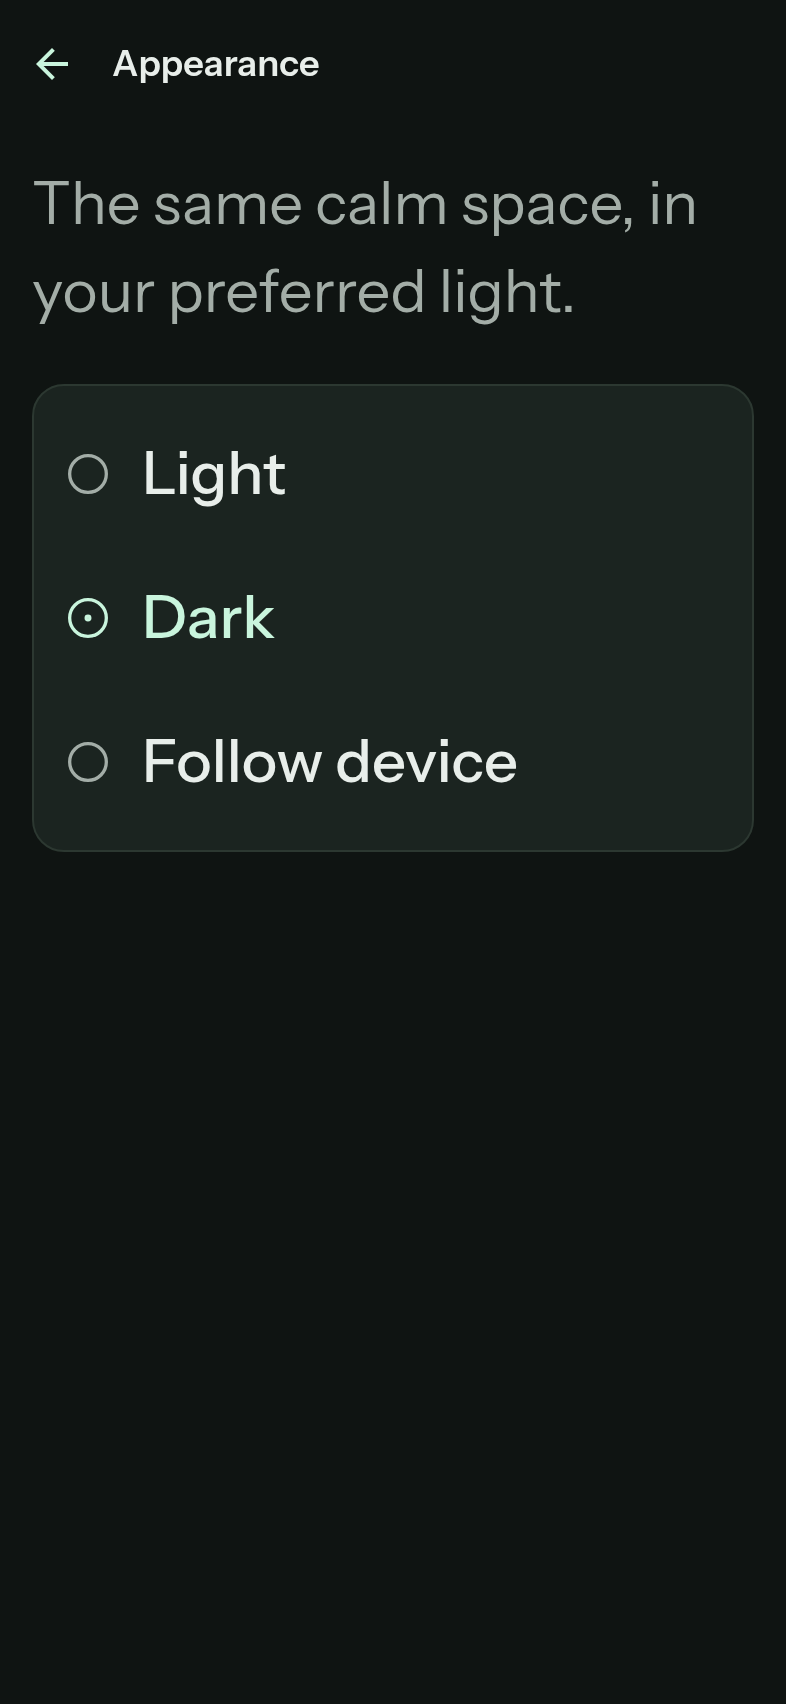 Appearance
The same calm space, in
your preferred light.
Light
Dark
Follow device